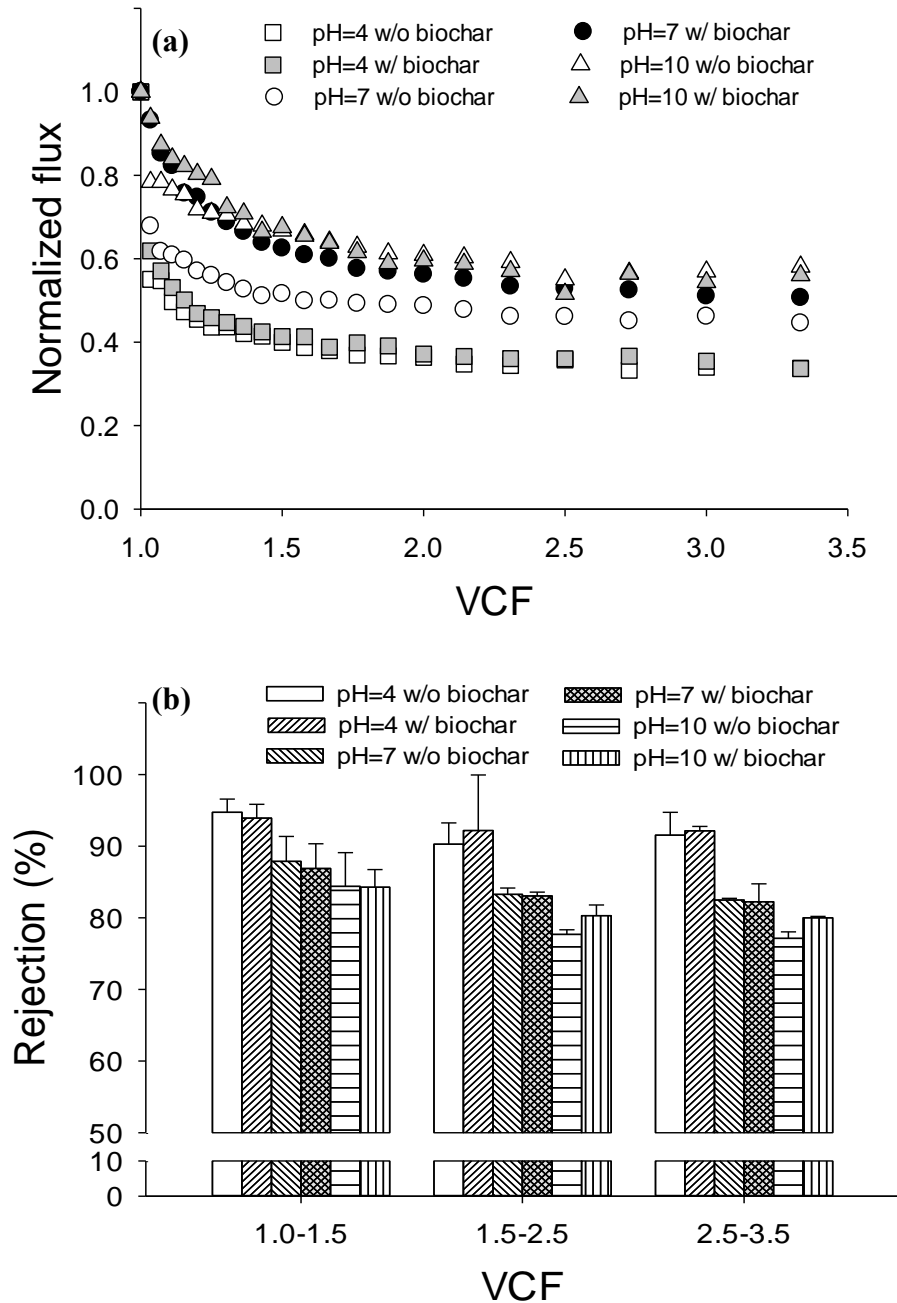 (a)
pH=4 w/o biochar
pH=7 w/ biochar
pH=4 w/ biochar
pH=10 w/o biochar
pH=7 w/o biochar
pH=10 w/ biochar
Normalized flux
1.0
0.8
0.6
0.4
0.2
0.0
1.0 1.5 2.0 2.5 3.0 3.5
VCF
(b)
pH=4 w/o biochar
pH=7 w/ biochar
pH=4 w/ biochar
pH=10 w/o biochar
pH=7 w/o biochar
pH=10 w/ biochar
Rejection (%)
100
90
80
70
60
50
10
0
1.0-1.5 1.5-2.5 2.5-3.5
VCF